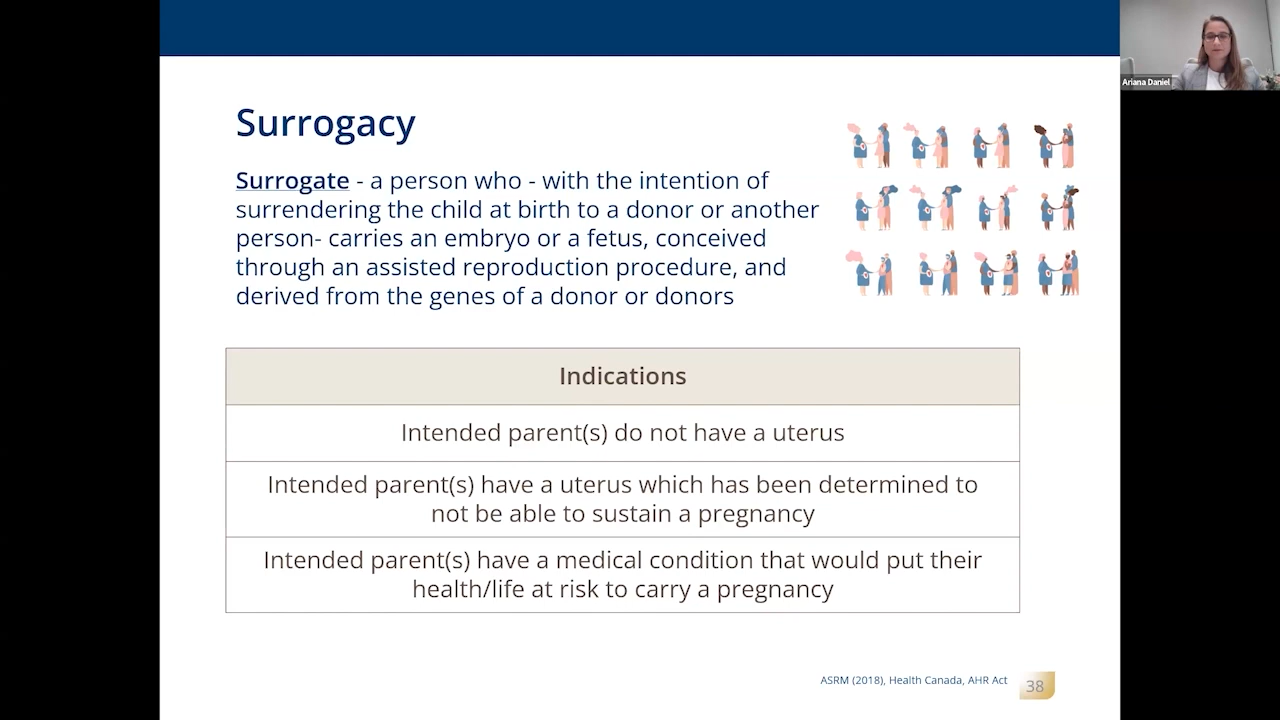 Surrogacy
Surrogate - a person who - with the intention of
surrendering the child at birth to a donor or another
person- carries an embryo or a fetus, conceived
through an assisted reproduction procedure, and
derived from the genes of a donor or donors
Indications
Intended parent(s) do not have a uterus
Intended parent(s) have a uterus which has been determined to
not be able to sustain a pregnancy
Intended parent(s) have a medical condition that would put their
health/life at risk to carry a pregnancy
ASRM (2018), Health Canada, AHR Act
38
Ariana Daniel